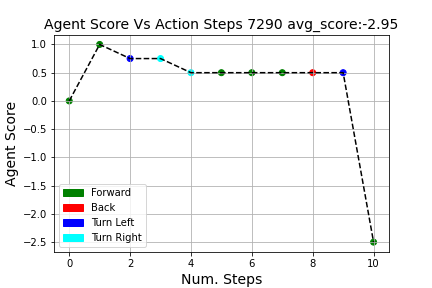 Agent Score Vs Action Steps 7290 avg_score:-2.95
1.0
0.5
0.0
−0.5
−1.0
−1.5
−2.0
−2.5
Agent Score
Forward
Back
Turn Left
Turn Right
0 2 4 6 8 10
Num. Steps